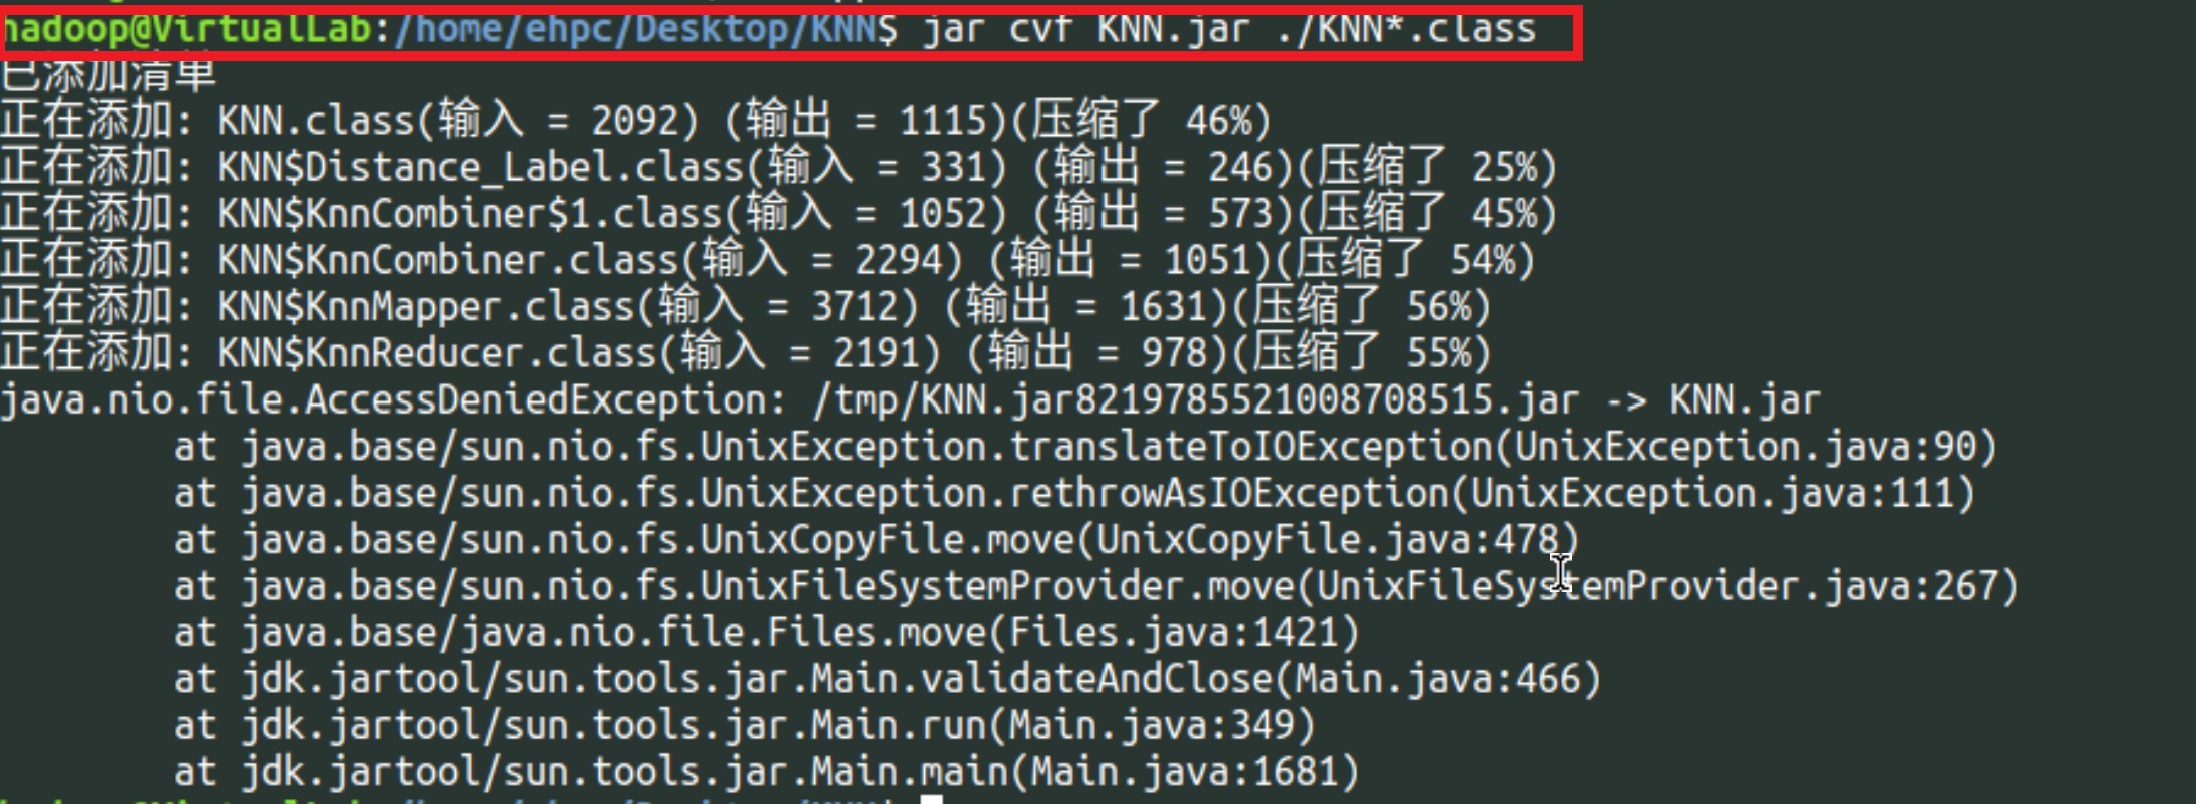 hadoop@VirtualLab:/home/ehpc/Desktop/KNN$ jar cvf KNN.jar ./KNN*.class
已添加清单
正在添加: KNN.class(输入 = 2092) (输出 = 1115)(压缩了 46%)
正在添加: KNN$Distance_Label.class(输入 = 331) (输出 = 246)(压缩了 25%)
正在添加: KNN$KnnCombiner$1.class(输入 = 1052) (输出 = 573)(压缩了 45%)
正在添加: KNN$KnnCombiner.class(输入 = 2294) (输出 = 1051)(压缩了 54%)
正在添加: KNN$KnnMapper.class(输入 = 3712) (输出 = 1631)(压缩了 56%)
正在添加: KNN$KnnReducer.class(输入 = 2191) (输出 = 978)(压缩了 55%)
java.nio.file.AccessDeniedException: /tmp/KNN.jar8219785521008708515.jar -> KNN.jar
at java.base/sun.nio.fs.UnixException.translateToIOException(UnixException.java:90)
at java.base/sun.nio.fs.UnixException.rethrowAsIOException(UnixException.java:111)
at java.base/sun.nio.fs.UnixCopyFile.move(UnixCopyFile.java:478)
at java.base/sun.nio.fs.UnixFileSystemProvider.move(UnixFileSystemProvider.java:267)
at java.base/java.nio.file.Files.move(Files.java:1421)
at jdk.jartool/sun.tools.jar.Main.validateAndClose(Main.java:466)
at jdk.jartool/sun.tools.jar.Main.run(Main.java:349)
at jdk.jartool/sun.tools.jar.Main.main(Main.java:1681)